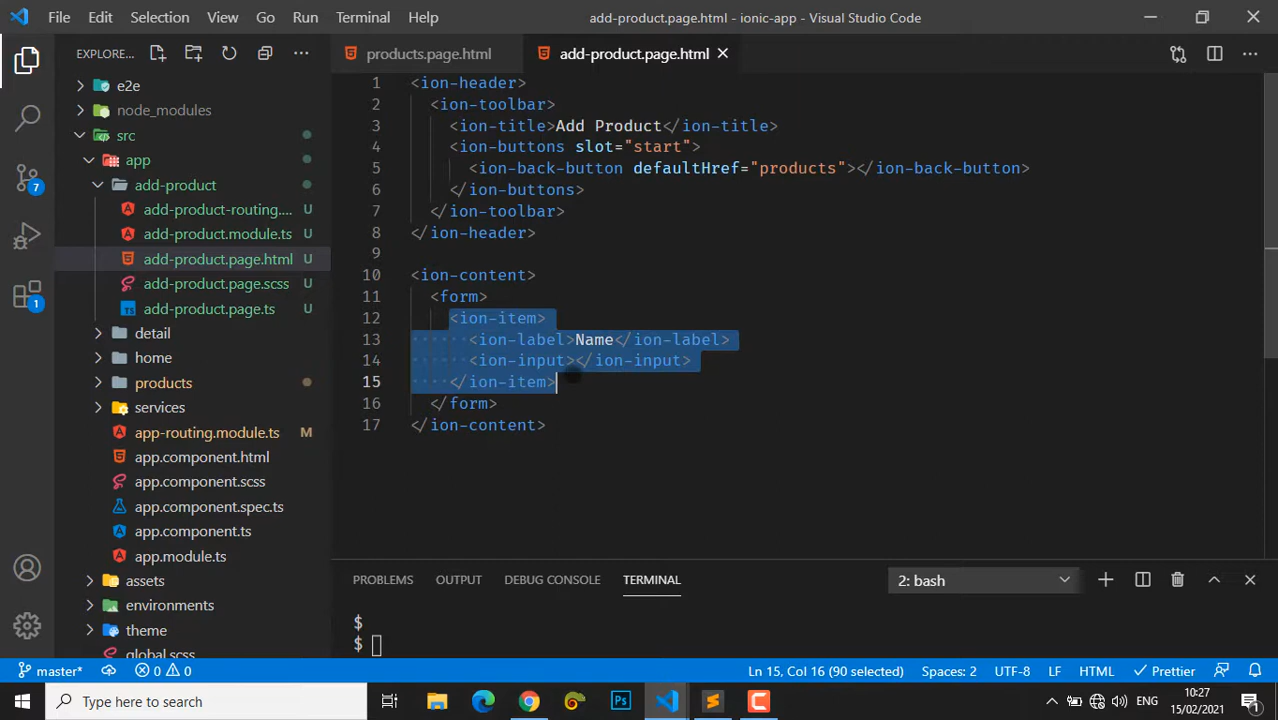 File Edit Selection View Go Run Terminal Help add-product.page.html - ionic-app - Visual Studio Code
EXPLORE...
products.page.html add-product.page.html
e2e
node_modules
src
app
add-product
add-product-routing.... U
add-product.module.ts U
add-product.page.html U
add-product.page.scss U
add-product.page.ts U
detail
home
products
services
app-routing.module.ts M
app.component.html
app.component.scss
app.component.spec.ts
app.component.ts
app.module.ts
assets
environments
theme
global.scss
7
1
1 <ion-header>
2 <ion-toolbar>
3 <ion-title>Add Product</ion-title>
4 <ion-buttons slot="start">
5 <ion-back-button defaultHref="products"></ion-back-button>
6 </ion-buttons>
7 </ion-toolbar>
8 </ion-header>
9
10 <ion-content>
11 <form>
12 <ion-item>
13 <ion-label>Name</ion-label>
14 <ion-input></ion-input>
15 </ion-item>
16 </form>
17 </ion-content>
PROBLEMS OUTPUT DEBUG CONSOLE TERMINAL 2: bash
$
$
master* 0 0 Ln 15, Col 16 (90 selected) Spaces: 2 UTF-8 LF HTML Prettier
Type here to search Ps ENG 10:27
15/02/2021 1